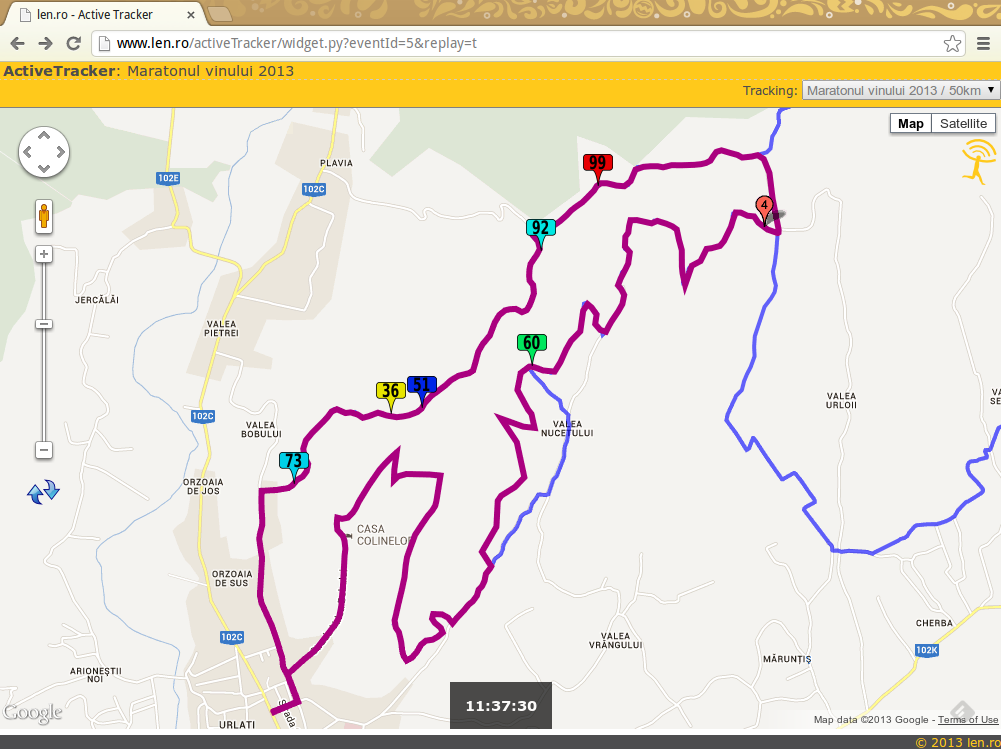 len.ro - Active Tracker
www.len.ro/activeTracker/widget.py?eventId=5&replay=t
ActiveTracker: Maratonul vinului 2013
Tracking: Maratonul vinului 2013 / 50km
Map Satellite
PLAVIA
99
102E
102C
4
92
JERCĂLĂI
VALEA
PIETREI
60
36
51
VALEA
URLOII
VA
SE
102C
VALEA
BOBULUI
VALEA
NUCETULUI
73
ORZOAIA
DE JOS
CASA
COLINELOR
ORZOAIA
DE SUS
CHERBA
102C
VALEA
VRÂNGULUI
102K
MĂRUNȚIȘ
ARIONEȘTII
NOI
Strada
11:37:30
Google
URLATI
Map data ©2013 Google - Terms of Use
© 2013 len.ro